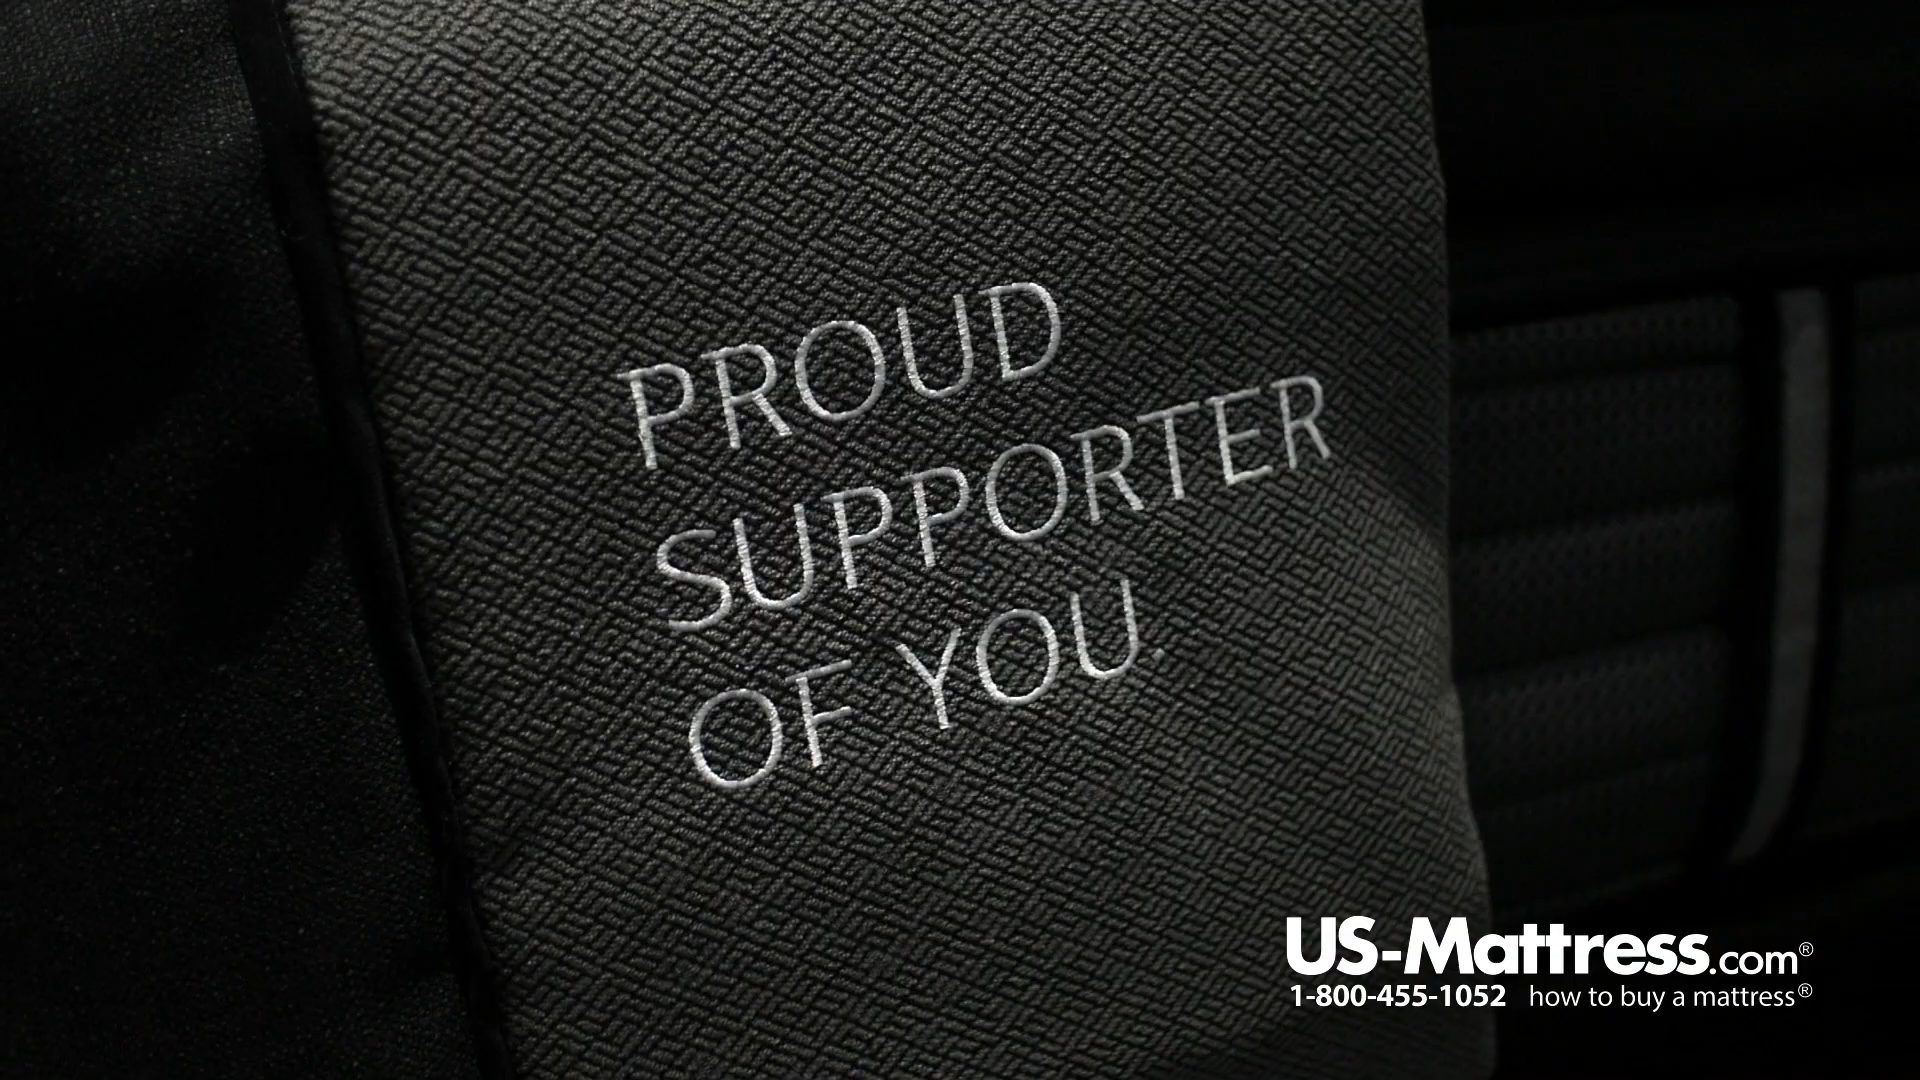 PROUD
SUPPORTER
OF YOU.
US-Mattress.com®
1-800-455-1052 how to buy a mattress®